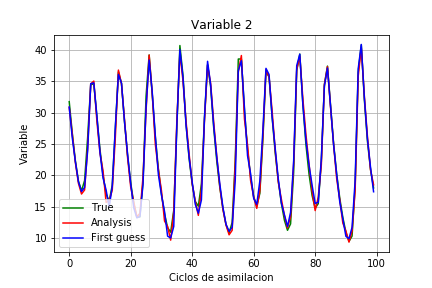 Variable 2
40
35
30
25
20
15
10
Variable
True
Analysis
First guess
0
20
40
60
80
100
Ciclos de asimilacion